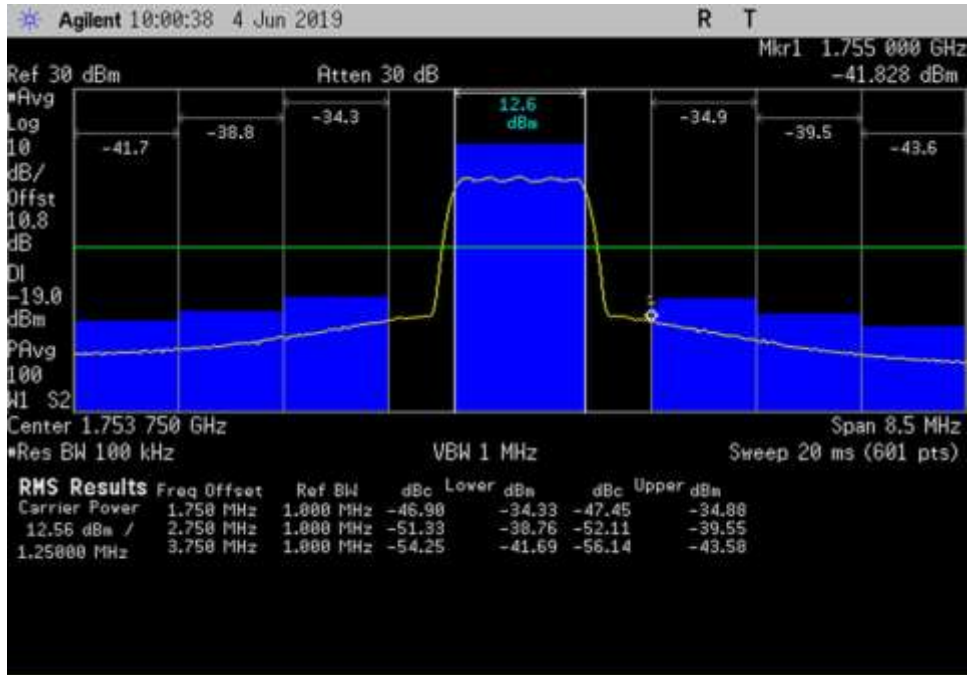 Agilent 10:00:38 4 Jun 2019 R T
Mkr1 1.755 000 GHz
Ref 30 dBm Atten 30 dB -41.828 dBm
*Avg
Log
10
dB/
Offst
10.8
dB
DI
-19.0
dBm
PAvg
100
W1 S2
12.6
dBm
-34.3 -34.9
-38.8 -39.5
-41.7 -43.6
1
Center 1.753 750 GHz Span 8.5 MHz
*Res BW 100 kHz VBW 1 MHz Sweep 20 ms (601 pts)
RMS Results Freq Offset Ref BW dBc Lower dBm dBc Upper dBm
Carrier Power 1.750 MHz 1.000 MHz -46.90 -34.33 -47.45 -34.88
12.56 dBm / 2.750 MHz 1.000 MHz -51.33 -38.76 -52.11 -39.55
1.25000 MHz 3.750 MHz 1.000 MHz -54.25 -41.69 -56.14 -43.58